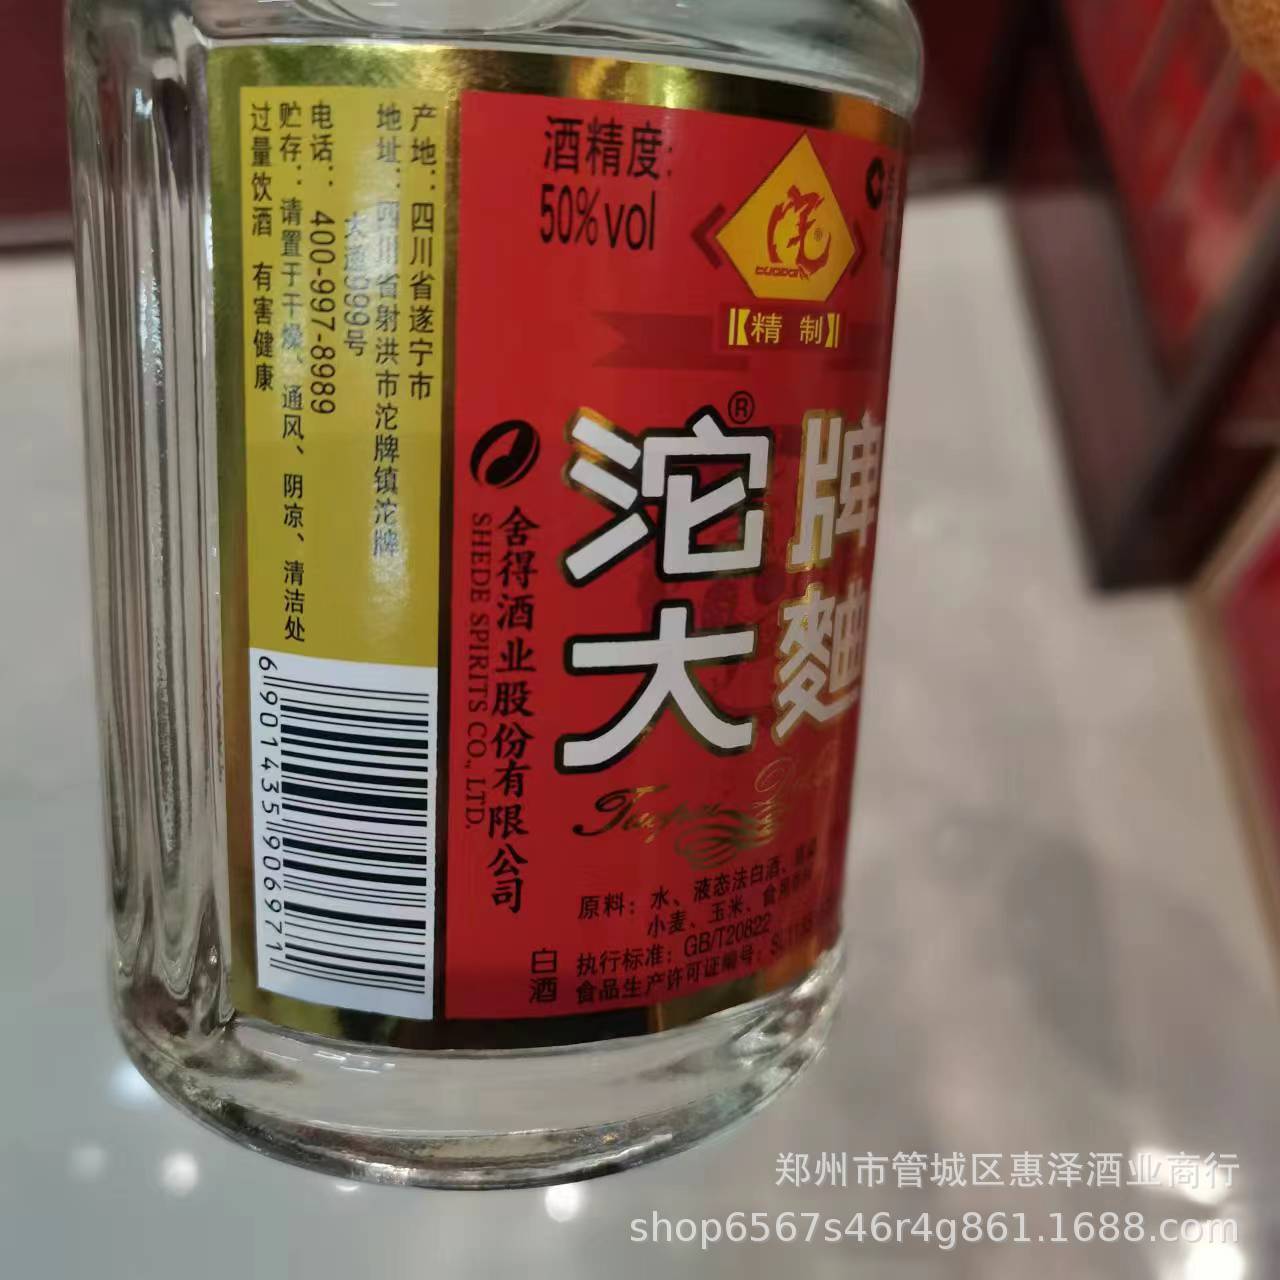 过量饮酒 有害健康
贮存：请置于干燥、通风、阴凉、清洁处
电话：400-997-8989
地址：四川省射洪市沱牌镇沱牌
大道999号
产地：四川省遂宁市
6 901435 906971
酒精度：
50%vol
沱
tuopai
精制
沱牌
大麯
舍得酒业股份有限公司
SHEDE SPIRITS CO., LTD.
原料：水、液态法白酒、
小麦、玉米、食
执行标准：GB/T20822
食品生产许可证编号：
白酒
郑州市管城区惠泽酒业商行
shop6567s46r4g861.1688.com